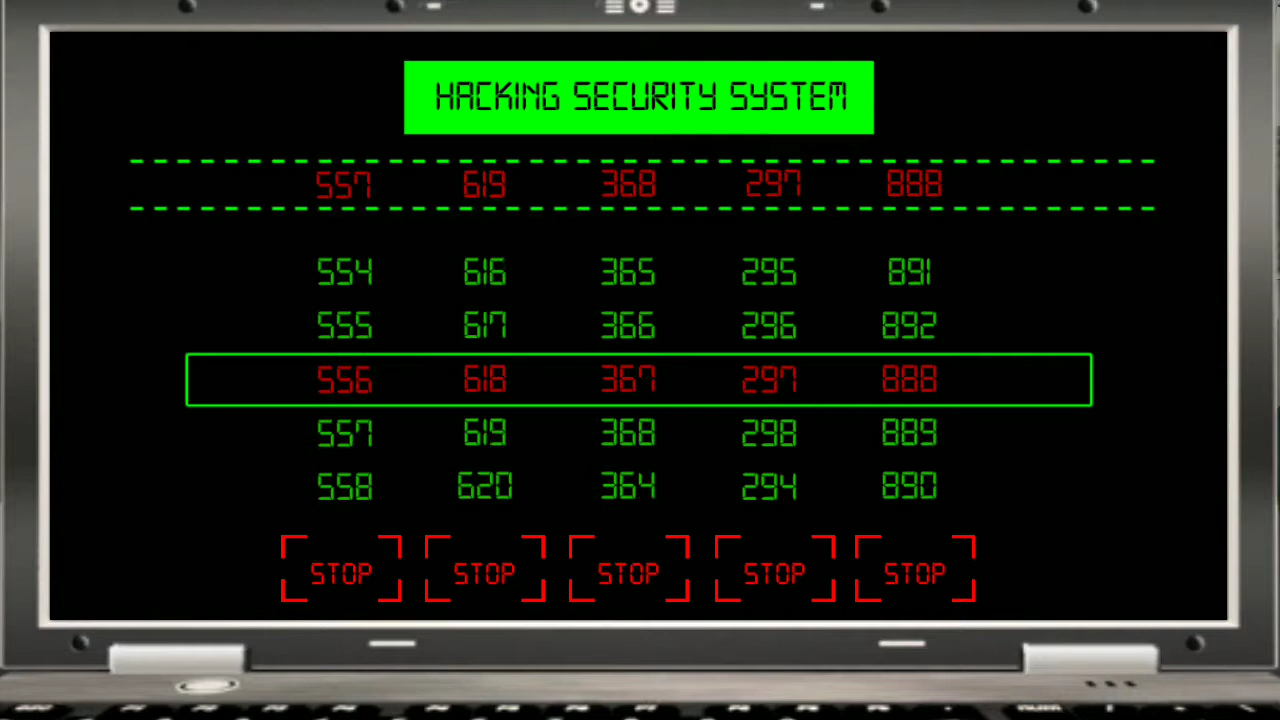 HACKING SECURITY SYSTEM
557 619 368 297 888
554 616 365 295 891
555 617 366 296 892
556 618 367 297 888
557 619 368 298 889
558 620 364 294 890
STOP STOP STOP STOP STOP